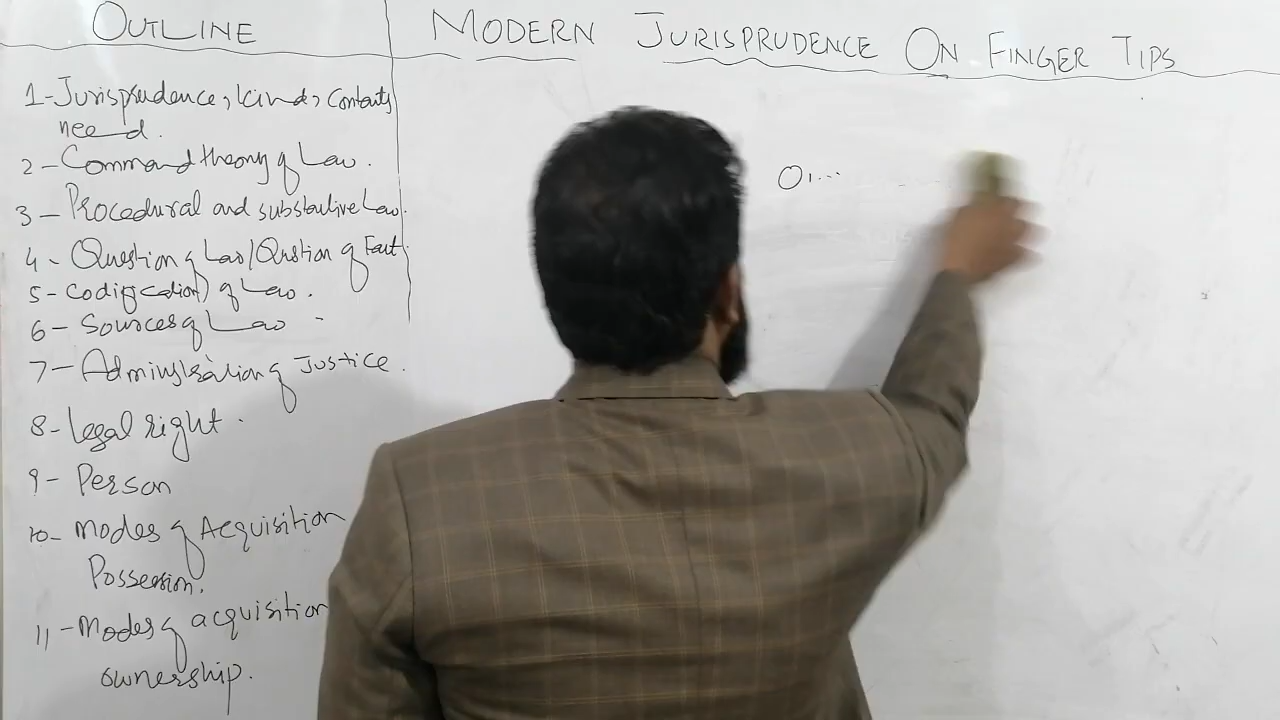 OUTLINE
MODERN JURISPRUDENCE ON FINGER TIPS
1- Jurisprudence, kinds, Contents
need.
2- Command theory of Law.
3- Procedural and substantive Law.
4- Question of Law/Qustion of Fact
5- Codification of Law.
6- Sources of Law
7- Administration of Justice.
8- Legal right.
9- Person
10- Modes of Acquisition
Possession.
11- Modes of acquisition
ownership.